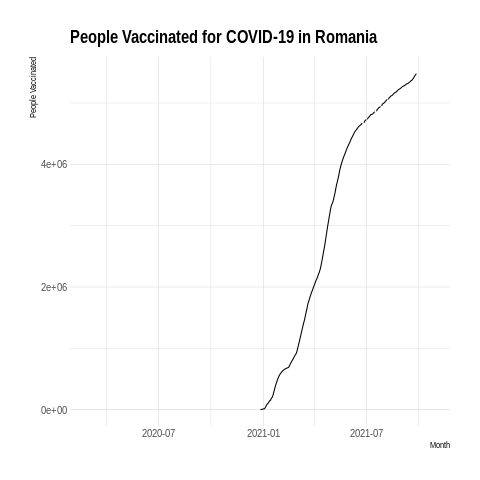 People Vaccinated for COVID-19 in Romania
People Vaccinated
4e+06
2e+06
0e+00
2020-07 2021-01 2021-07
Month